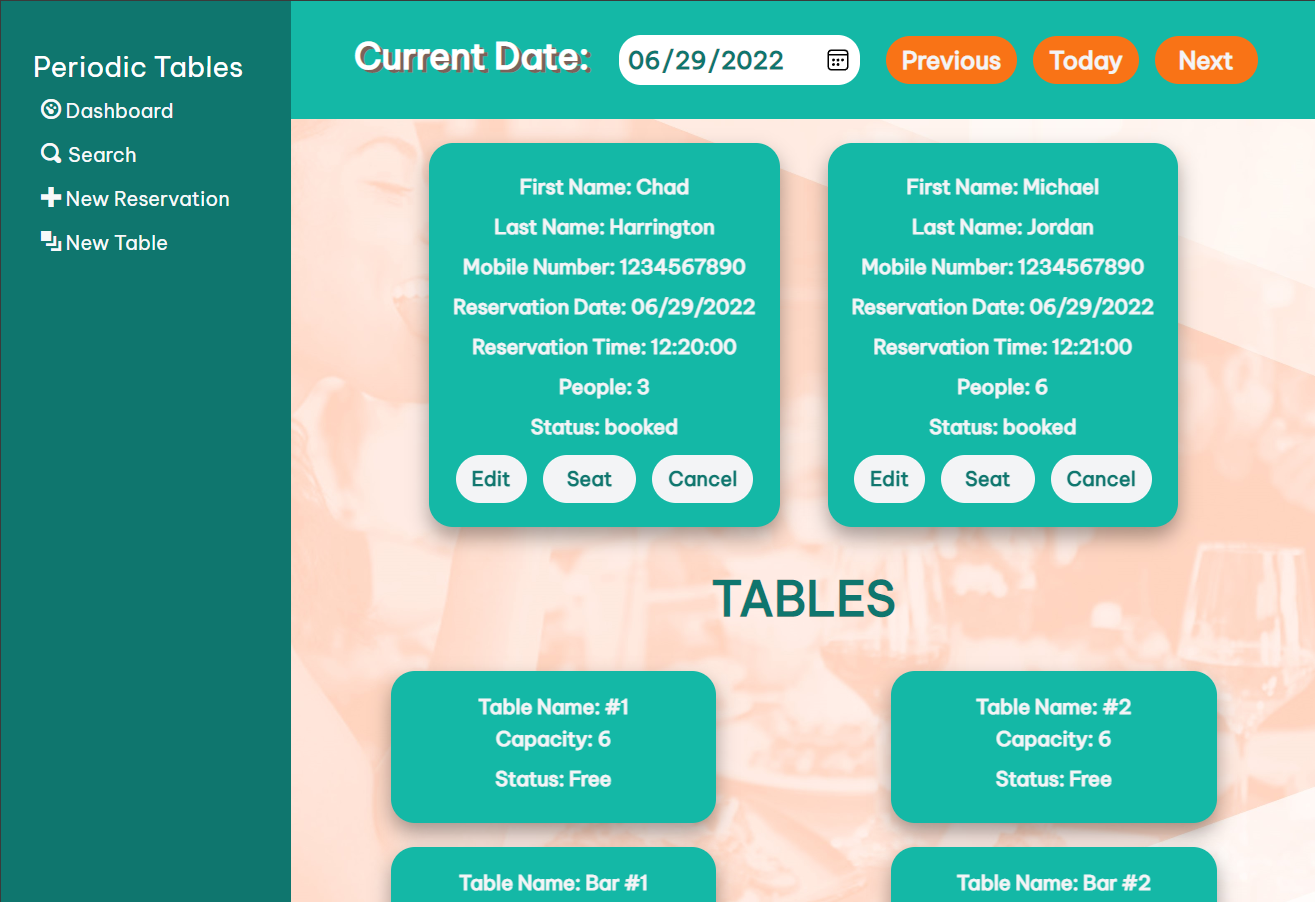 Periodic Tables
Dashboard
Search
New Reservation
New Table
Current Date:
06/29/2022
Previous
Today
Next
First Name: Chad
Last Name: Harrington
Mobile Number: 1234567890
Reservation Date: 06/29/2022
Reservation Time: 12:20:00
People: 3
Status: booked
Edit
Seat
Cancel
First Name: Michael
Last Name: Jordan
Mobile Number: 1234567890
Reservation Date: 06/29/2022
Reservation Time: 12:21:00
People: 6
Status: booked
Edit
Seat
Cancel
TABLES
Table Name: #1
Capacity: 6
Status: Free
Table Name: #2
Capacity: 6
Status: Free
Table Name: Bar #1
Table Name: Bar #2